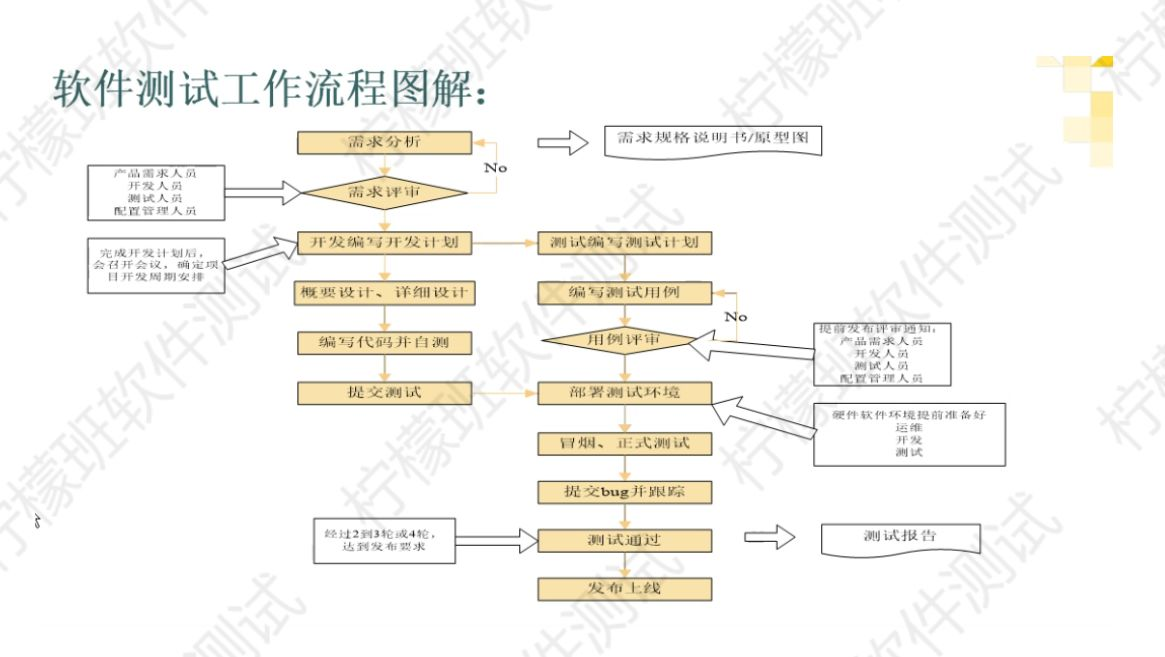 软件测试工作流程图解：
需求分析
需求规格说明书/原型图
No
产品需求人员
开发人员
测试人员
配置管理人员
需求评审
完成开发计划后，
会召开会议，确定项
目开发周期安排
开发编写开发计划
测试编写测试计划
概要设计、详细设计
编写测试用例
No
编写代码并自测
用例评审
提前发布评审通知：
产品需求人员
开发人员
测试人员
配置管理人员
提交测试
部署测试环境
硬件软件环境提前准备好
运维
开发
测试
冒烟、正式测试
提交bug并跟踪
经过2到3轮或4轮，
达到发布要求
测试通过
测试报告
发布上线
柠檬班软件测试